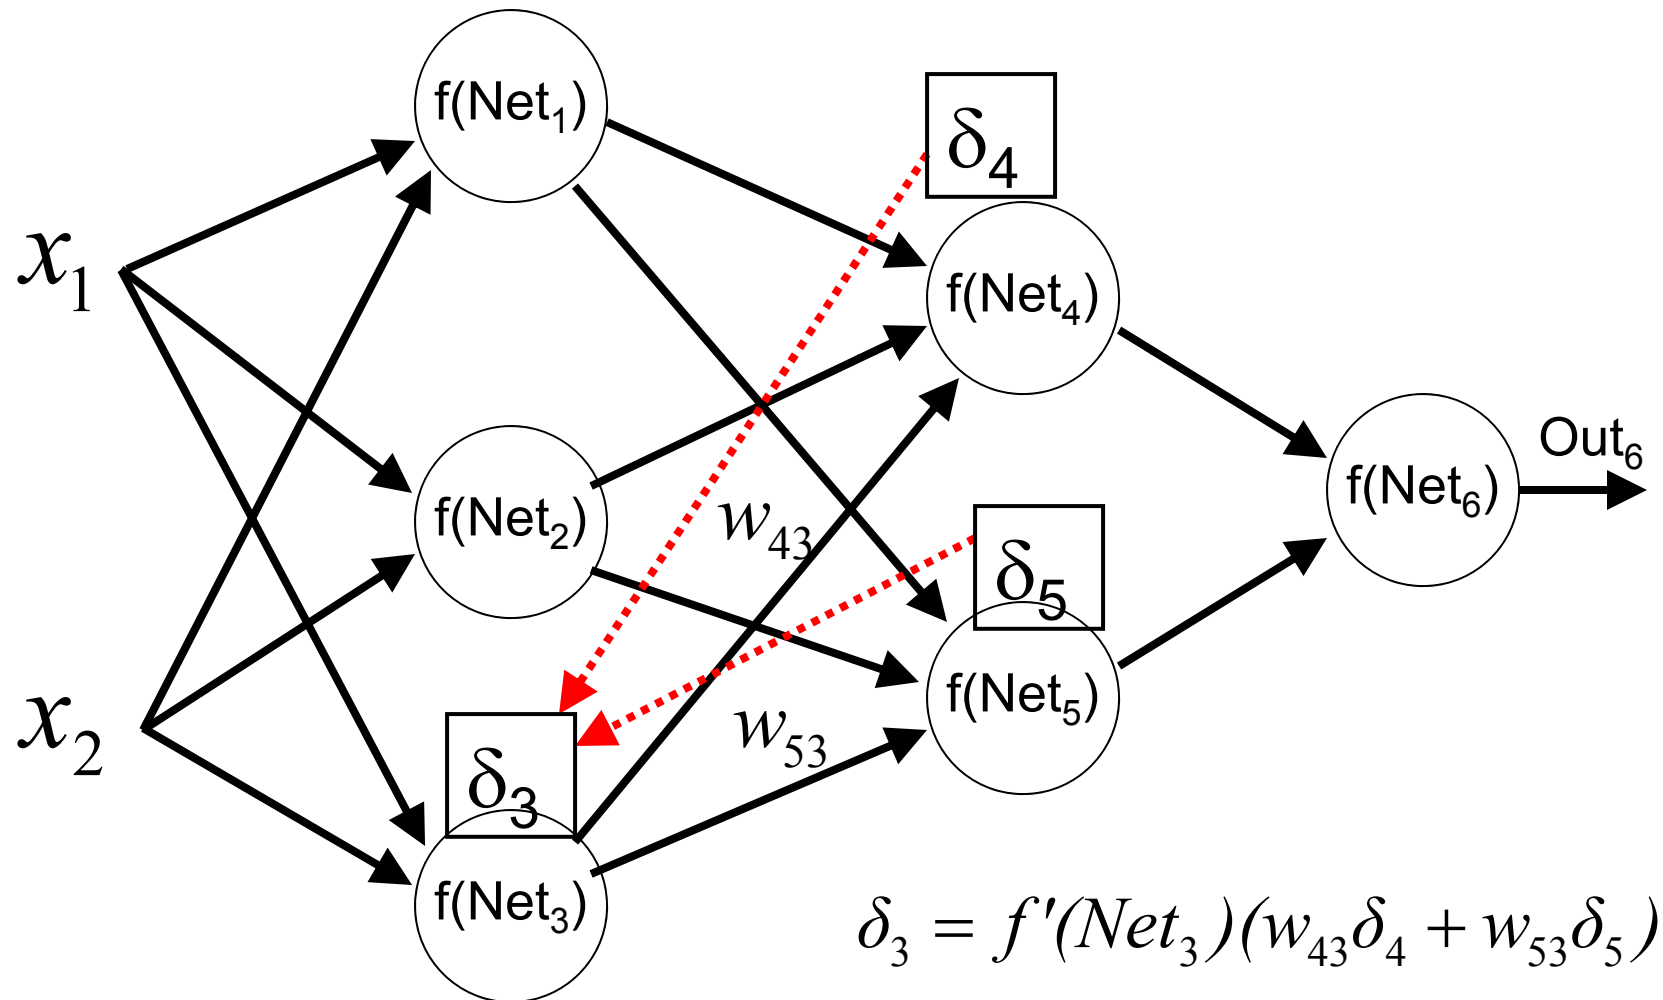 f(Net₁)
δ₄
x₁
f(Net₄)
Out₆
f(Net₆)
f(Net₂)
w₄₃
δ₅
f(Net₅)
x₂
w₅₃
δ₃
f(Net₃)
δ₃ = f'(Net₃)(w₄₃δ₄ + w₅₃δ₅)